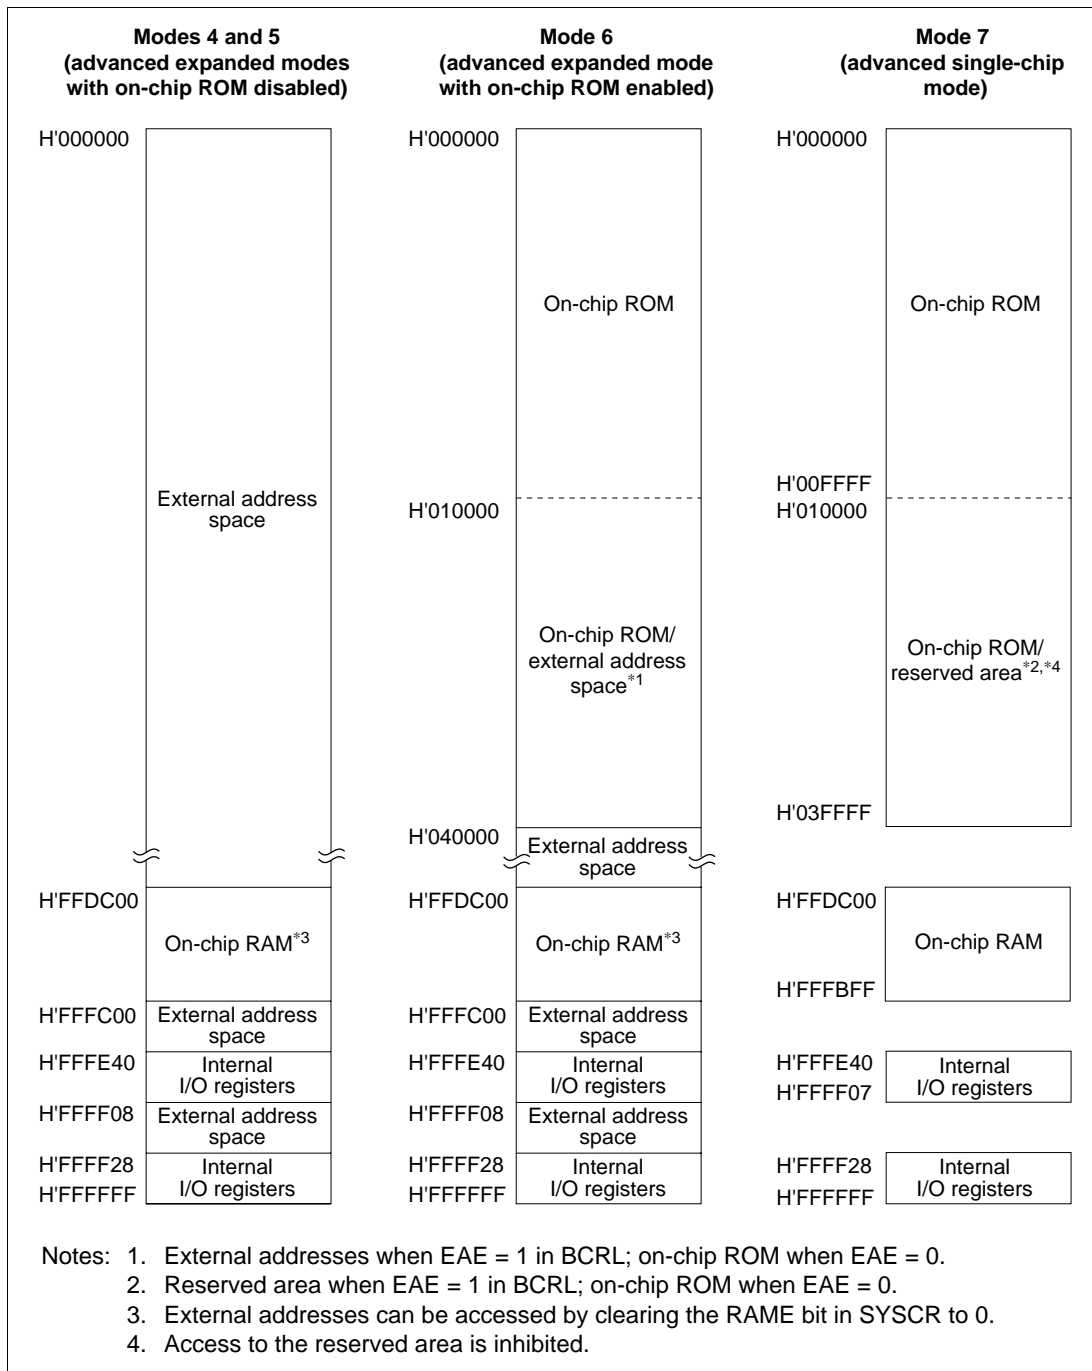 Modes 4 and 5
(advanced expanded modes
with on-chip ROM disabled)
H'000000
External address
space
H'FFDC00
On-chip RAM*3
H'FFFC00
External address
space
H'FFFE40
Internal
I/O registers
H'FFFF08
External address
space
H'FFFF28
Internal
I/O registers
H'FFFFFF
Mode 6
(advanced expanded mode
with on-chip ROM enabled)
H'000000
On-chip ROM
H'010000
On-chip ROM/
external address
space*1
H'040000
External address
space
H'FFDC00
On-chip RAM*3
H'FFFC00
External address
space
H'FFFE40
Internal
I/O registers
H'FFFF08
External address
space
H'FFFF28
Internal
I/O registers
H'FFFFFF
Mode 7
(advanced single-chip
mode)
H'000000
On-chip ROM
H'00FFFF
H'010000
On-chip ROM/
reserved area*2,*4
H'03FFFF
H'FFDC00
On-chip RAM
H'FFFBFF
H'FFFE40
Internal
I/O registers
H'FFFF07
H'FFFF28
Internal
I/O registers
H'FFFFFF
Notes: 1. External addresses when EAE = 1 in BCRL; on-chip ROM when EAE = 0.
2. Reserved area when EAE = 1 in BCRL; on-chip ROM when EAE = 0.
3. External addresses can be accessed by clearing the RAME bit in SYSCR to 0.
4. Access to the reserved area is inhibited.